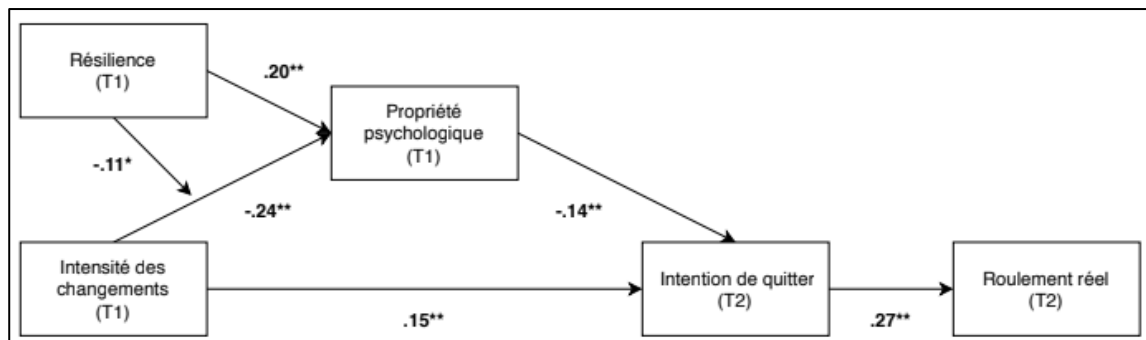 Résilience
(T1)
.20**
Propriété
psychologique
(T1)
-.11*
-.24**
-.14**
Intensité des
changements
(T1)
Intention de quitter
(T2)
Roulement réel
(T2)
.15**
.27**